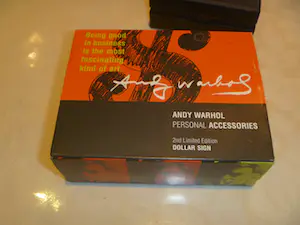 Being good
in business
is the most
fascinating
kind of art
Andy Warhol
ANDY WARHOL
PERSONAL ACCESSORIES
2nd Limited Edition
DOLLAR SIGN